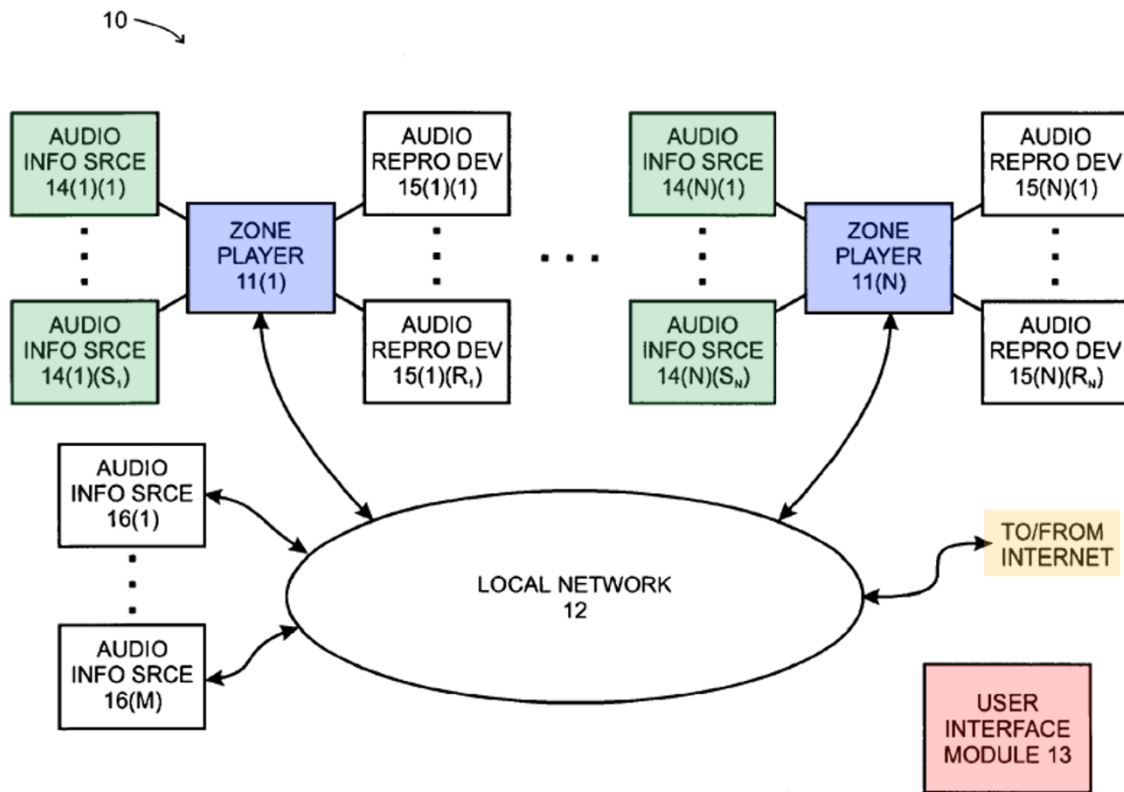 10
AUDIO
INFO SRCE
14(1)(1)
AUDIO
REPRO DEV
15(1)(1)
AUDIO
INFO SRCE
14(N)(1)
AUDIO
REPRO DEV
15(N)(1)
ZONE
PLAYER
11(1)
ZONE
PLAYER
11(N)
AUDIO
INFO SRCE
14(1)(S₁)
AUDIO
REPRO DEV
15(1)(R₁)
AUDIO
INFO SRCE
14(N)(Sₙ)
AUDIO
REPRO DEV
15(N)(Rₙ)
AUDIO
INFO SRCE
16(1)
TO/FROM
INTERNET
LOCAL NETWORK
12
AUDIO
INFO SRCE
16(M)
USER
INTERFACE
MODULE 13